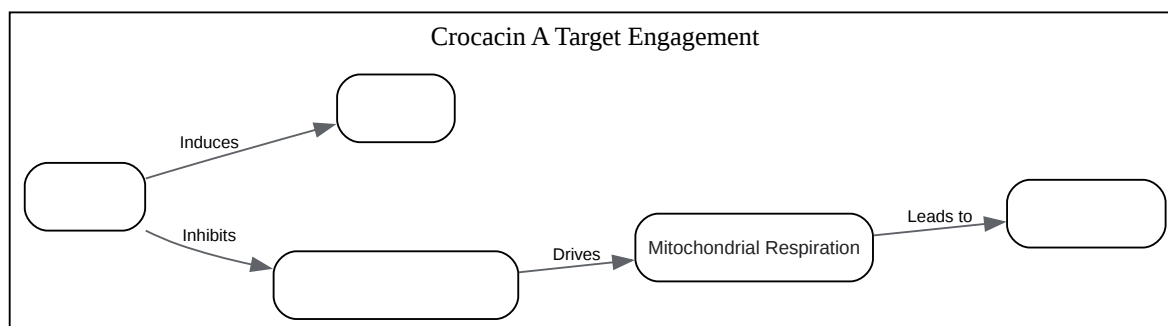 Crocacin A Target Engagement
Induces
Inhibits
Drives
Mitochondrial Respiration
Leads to